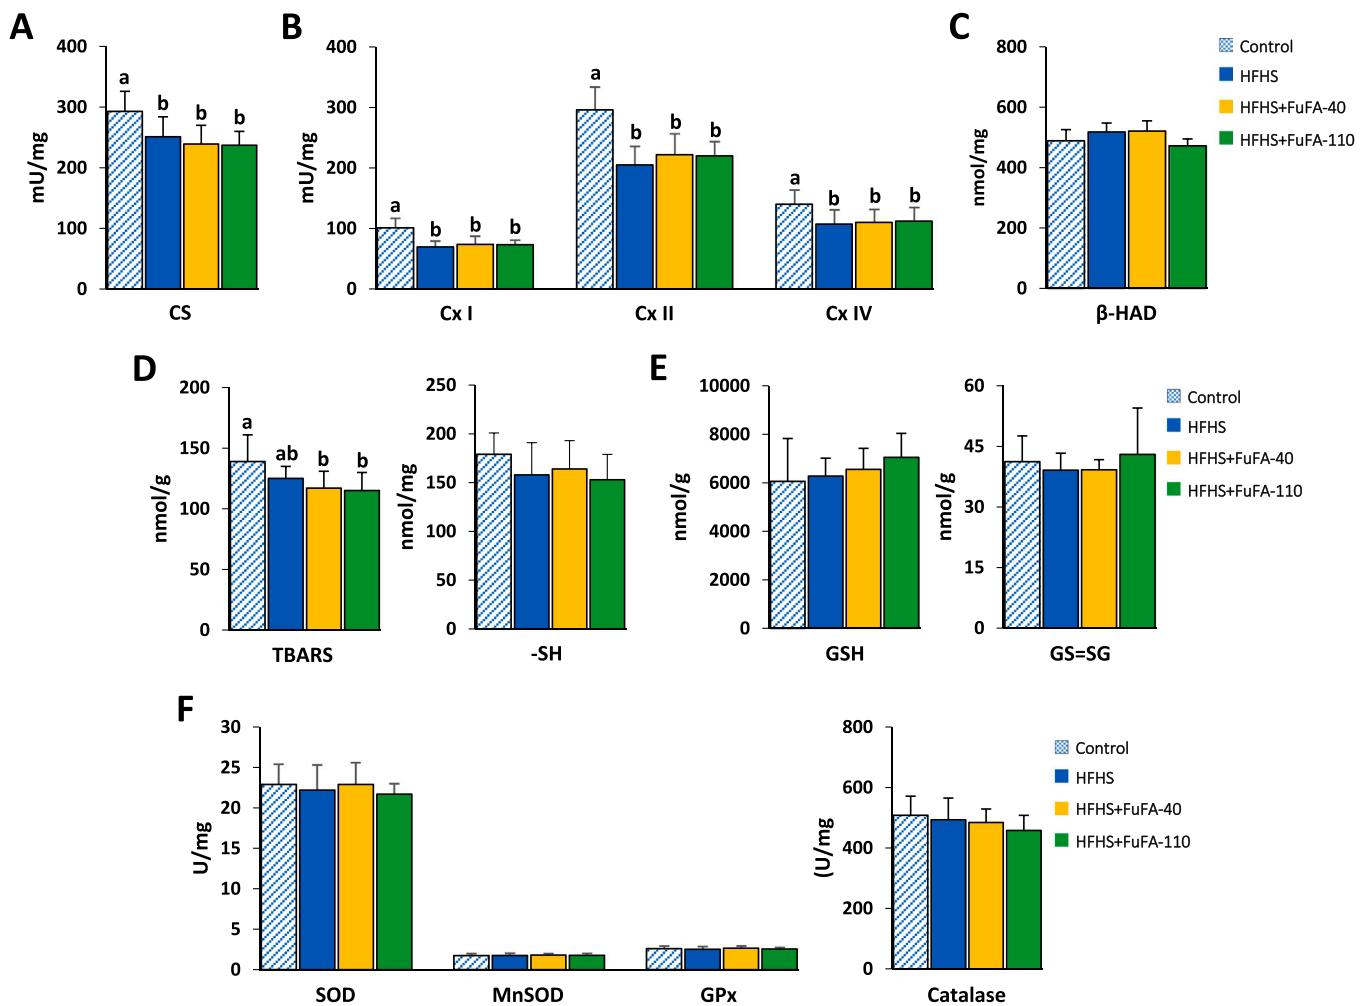 A
400
300
200
100
0
mU/mg
a
b
b
b
CS
B
400
300
200
100
0
mU/mg
a
b
b
b
a
b
b
b
a
b
b
b
Cx I
Cx II
Cx IV
C
800
600
400
200
0
nmol/mg
β-HAD
Control
HFHS
HFHS+FuFA-40
HFHS+FuFA-110
D
200
150
100
50
0
nmol/g
a
ab
b
b
TBARS
250
200
150
100
50
0
nmol/mg
-SH
E
10000
8000
6000
4000
2000
0
nmol/g
GSH
60
45
30
15
0
nmol/g
GS=SG
Control
HFHS
HFHS+FuFA-40
HFHS+FuFA-110
F
30
25
20
15
10
5
0
U/mg
SOD
MnSOD
GPx
800
600
400
200
0
(U/mg
Catalase
Control
HFHS
HFHS+FuFA-40
HFHS+FuFA-110